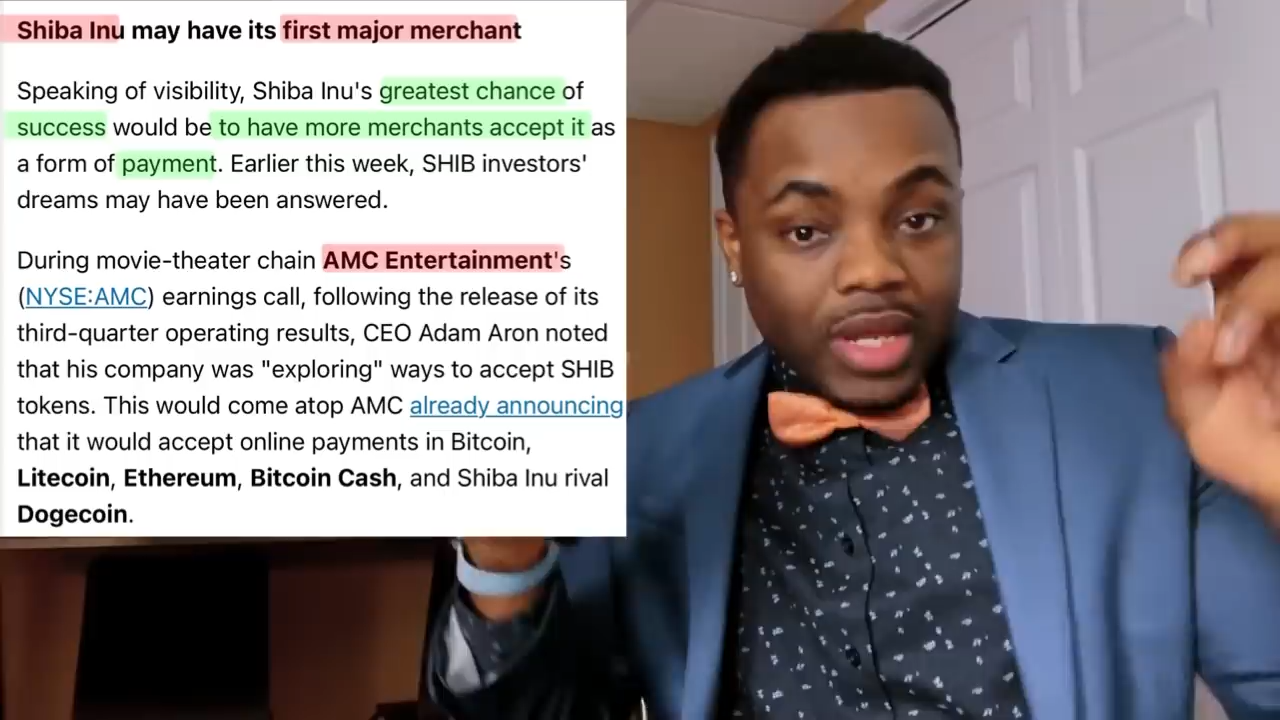 Shiba Inu may have its first major merchant
Speaking of visibility, Shiba Inu's greatest chance of
success would be to have more merchants accept it as
a form of payment. Earlier this week, SHIB investors'
dreams may have been answered.
During movie-theater chain AMC Entertainment's
(NYSE:AMC) earnings call, following the release of its
third-quarter operating results, CEO Adam Aron noted
that his company was "exploring" ways to accept SHIB
tokens. This would come atop AMC already announcing
that it would accept online payments in Bitcoin,
Litecoin, Ethereum, Bitcoin Cash, and Shiba Inu rival
Dogecoin.